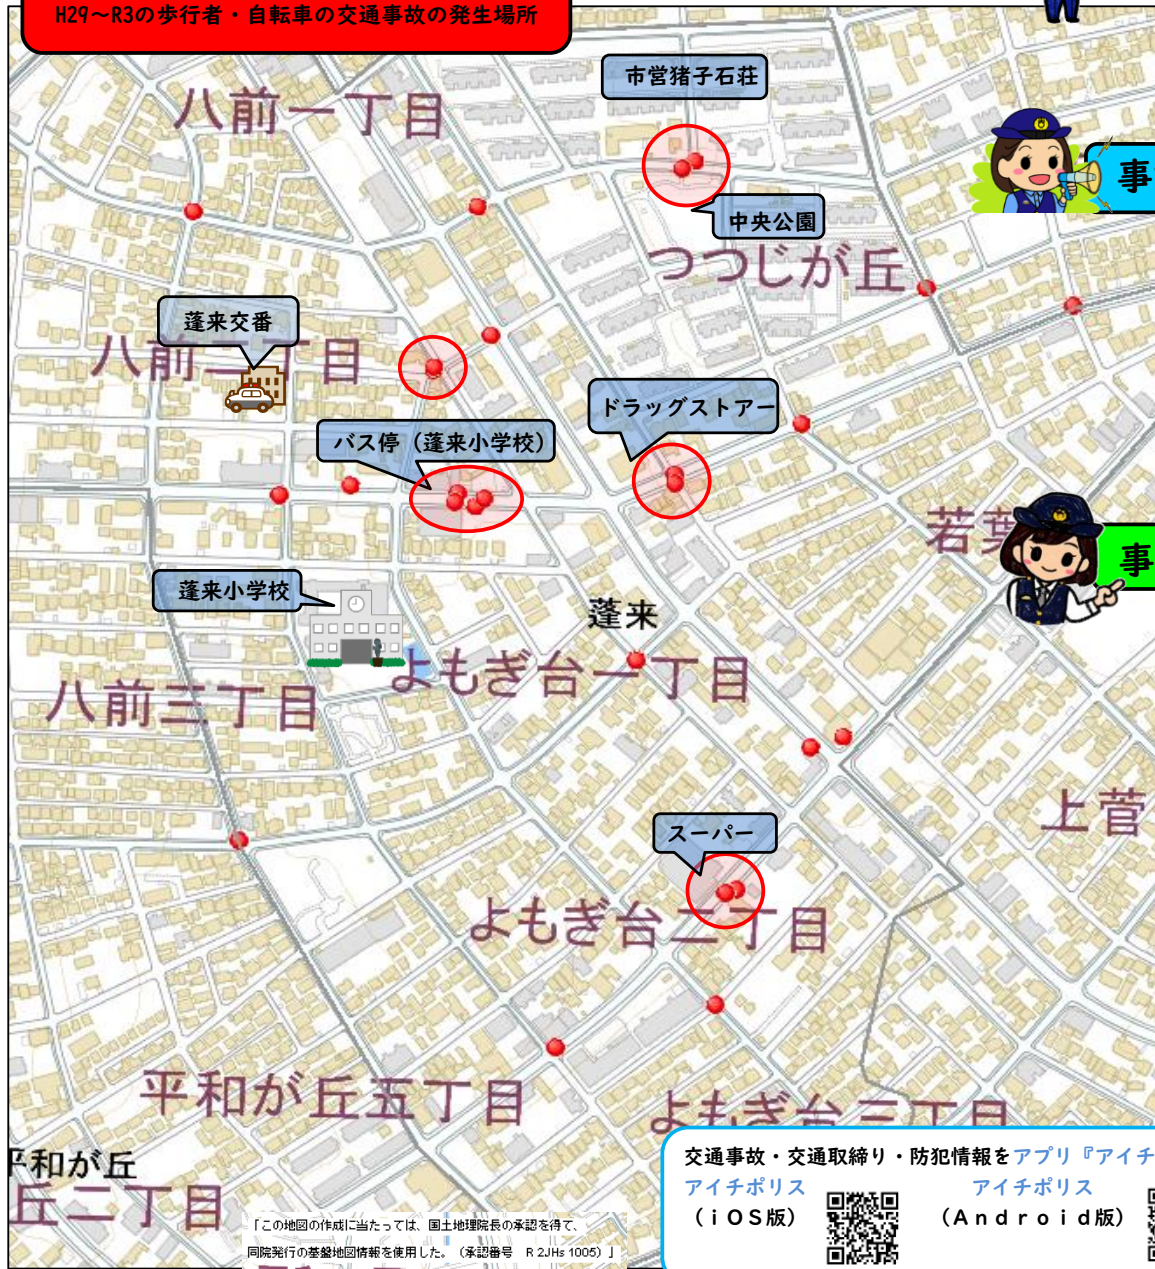 H29～R3の歩行者・自転車の交通事故の発生場所
市営猪子石荘
八前一丁目
事
中央公園
つつじが丘
蓬来交番
八前二丁目
ドラッグストアー
バス停（蓬来小学校）
若葉
事
蓬来小学校
蓬来
よもぎ台一丁目
八前三丁目
上菅
スーパー
よもぎ台二丁目
平和が丘五丁目
よもぎ台三丁目
平和が丘
丘二丁目
「この地図の作成に当たっては、国土地理院長の承認を得て、
同院発行の基盤地図情報を使用した。（承認番号　R 2JHs 1005）」
交通事故・交通取締り・防犯情報をアプリ『アイチ
アイチポリス
（ｉＯＳ版）
アイチポリス
（Ａｎｄｒｏｉｄ版）